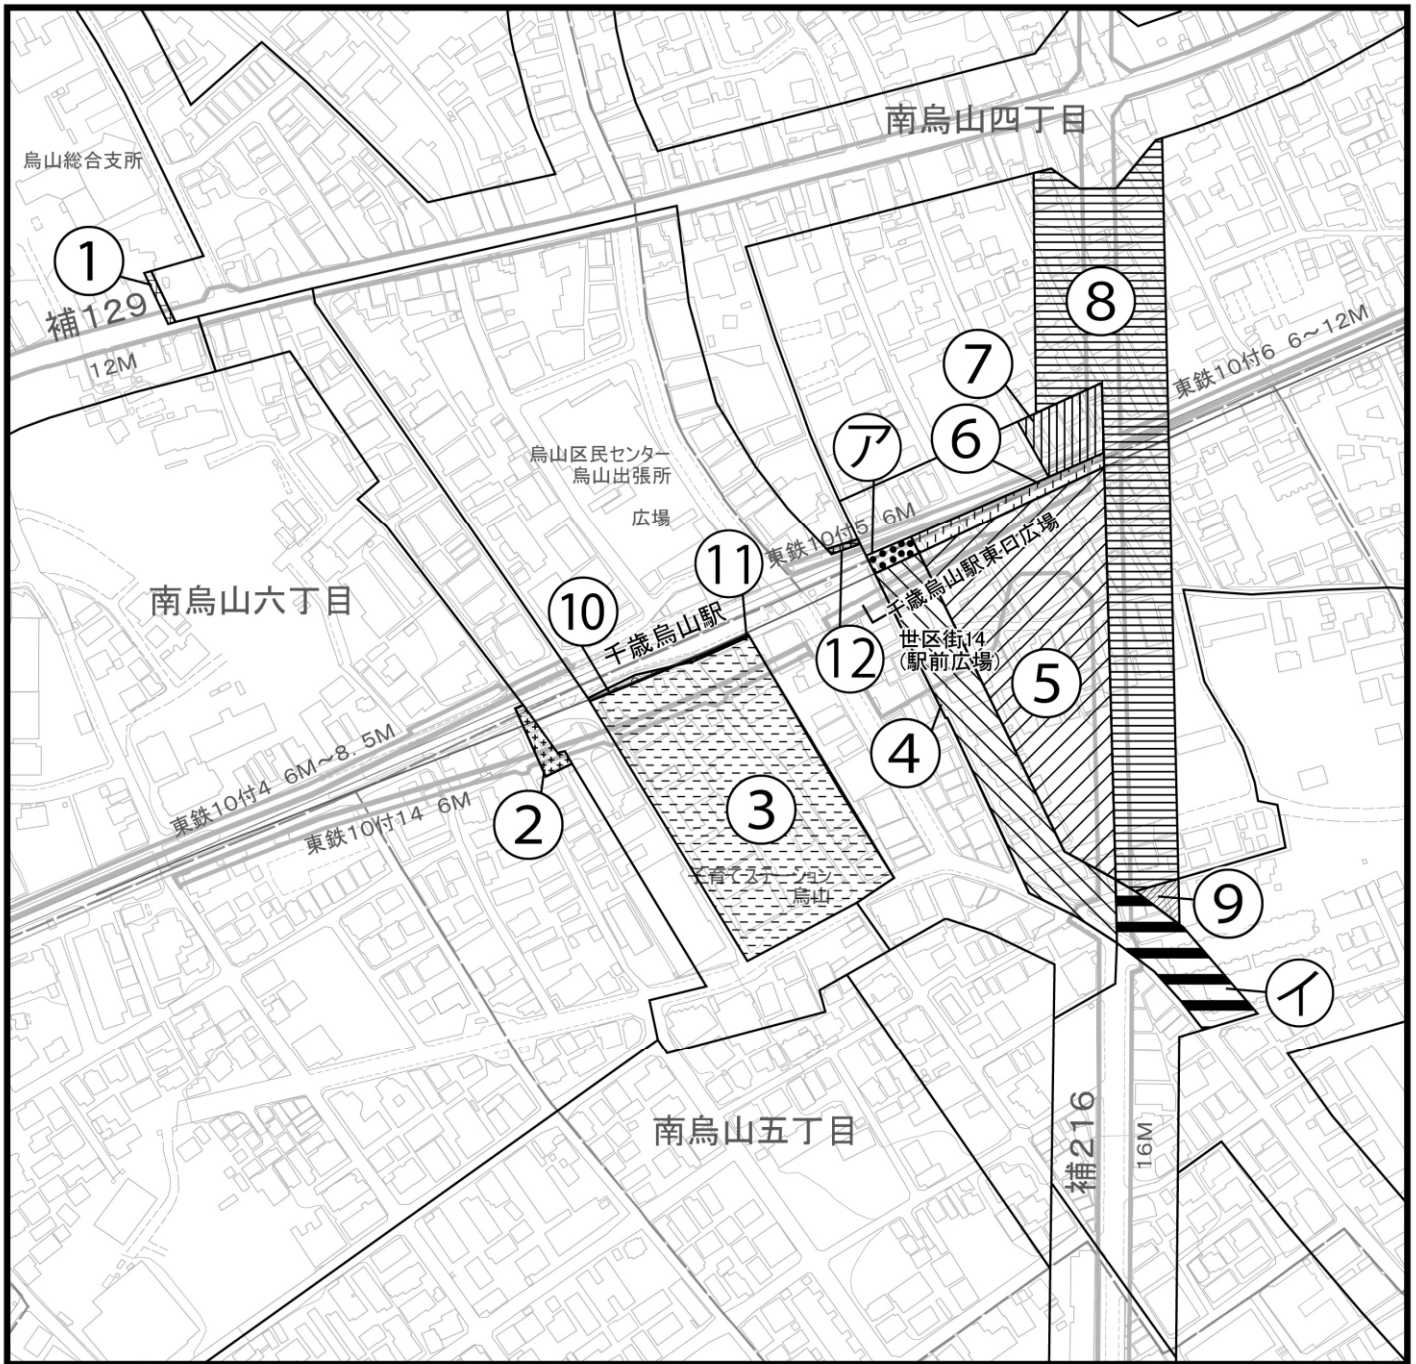 南烏山四丁目
烏山総合支所
①
補129
12M
⑧
⑦
東鉄10付6 6～12M
⑥
ア
烏山区民センター
烏山出張所
広場
東鉄10付5 6M
⑪
千歳烏山駅東口広場
南烏山六丁目
⑩
千歳烏山駅
⑫
世区街14
(駅前広場)
⑤
④
東鉄10付4 6M～8.5M
東鉄10付14 6M
②
③
子育てステーション
烏山
⑨
イ
南烏山五丁目
補216
16M